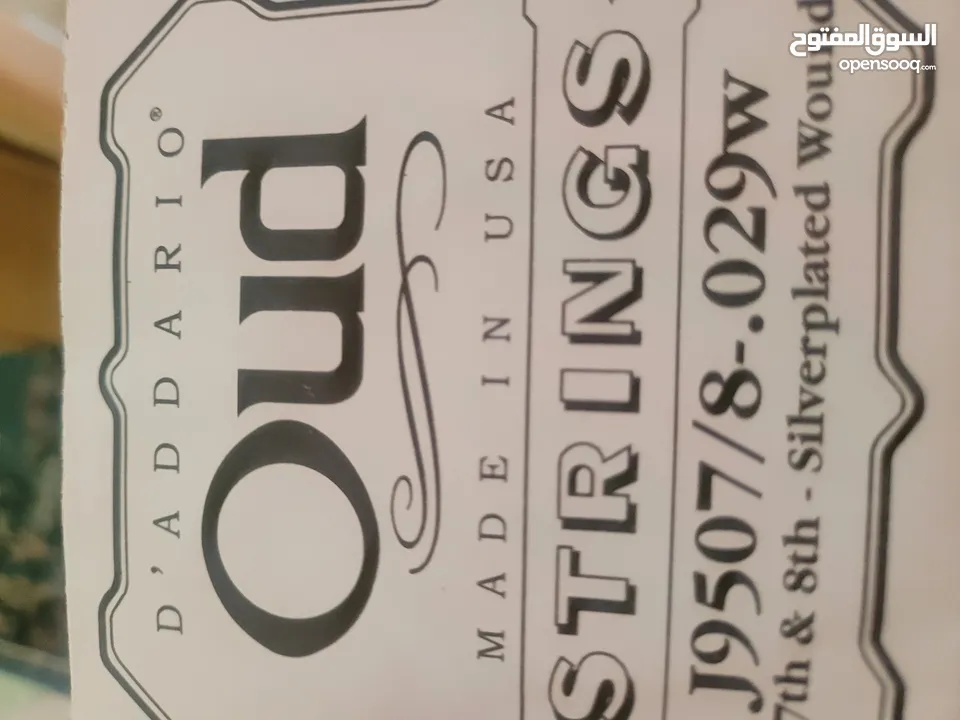 D'ADDARIO®
Oud
MADE IN USA
STRINGS
J9507/8-.029w
7th & 8th - Silverplated Wound
السوق المفتوح
opensooq.com